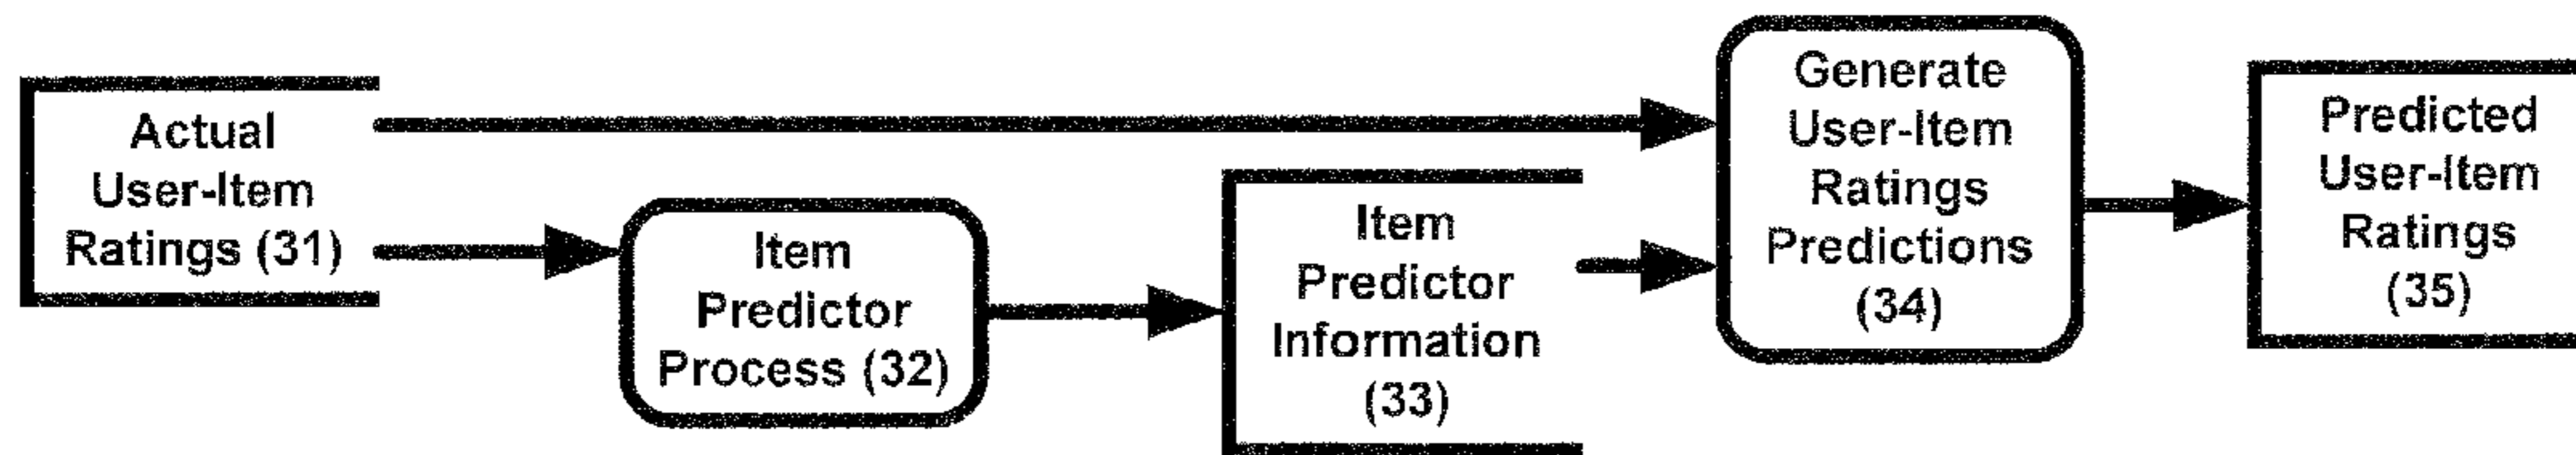 Actual
User-Item
Ratings (31)
Item
Predictor
Process (32)
Item
Predictor
Information
(33)
Generate
User-Item
Ratings
Predictions
(34)
Predicted
User-Item
Ratings
(35)